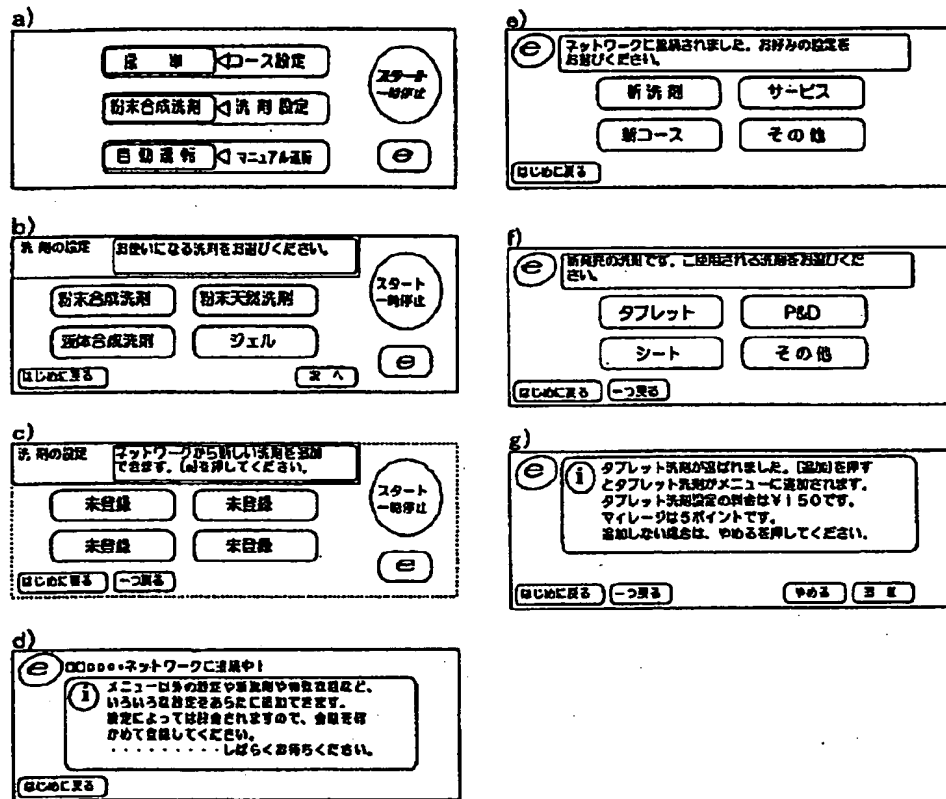 a)
標 準 コース設定
スタート
一時停止
粉末合成洗剤 洗 剤 設定
自動運転 マニュアル運転
e
b)
洗 剤の設定 お使いになる洗剤をお選びください。
粉末合成洗剤 粉末天然洗剤
スタート
一時停止
液体合成洗剤 ジェル
e
はじめに戻る 次 へ
c)
洗 剤の設定 ネットワークから新しい洗剤を追加
できます。[e]を押してください。
未登録 未登録
スタート
一時停止
未登録 未登録
e
はじめに戻る 一つ戻る
d)
e ネットワークに接続中!
i メニュー以外の設定や新洗剤や
いろいろな設定をあらたに追加できます。
設定によっては課金されますので、金額を確
かめて登録してください。
・・・・・・・・・しばらくお待ちください。
はじめに戻る
e)
e ネットワークに接続されました。お好みの設定を
お選びください。
新洗剤 サービス
新コース その他
はじめに戻る
f)
e 新発売の洗剤です。ご使用される洗剤をお選びくだ
さい。
タブレット P&D
シート その他
はじめに戻る 一つ戻る
g)
e i タブレット洗剤が選ばれました。[追加]を押す
とタブレット洗剤がメニューに追加されます。
タブレット洗剤設定の料金は¥150です。
マイレージは5ポイントです。
追加しない場合は、やめるを押してください。
はじめに戻る 一つ戻る やめる